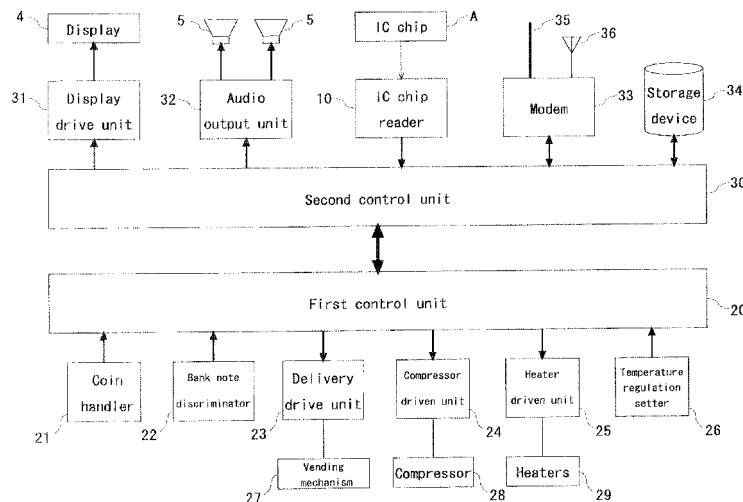 4
Display
5
5
IC chip
A
35
36
31
Display
drive unit
32
Audio
output unit
10
IC chip
reader
Modem
33
Storage
device
34
Second control unit
30
First control unit
20
Coin
handler
21
Bank note
discriminator
22
Delivery
drive unit
23
Compressor
driven unit
24
Heater
driven unit
25
Temperature
regulation
setter
26
Vending
mechanism
27
Compressor
28
Heaters
29